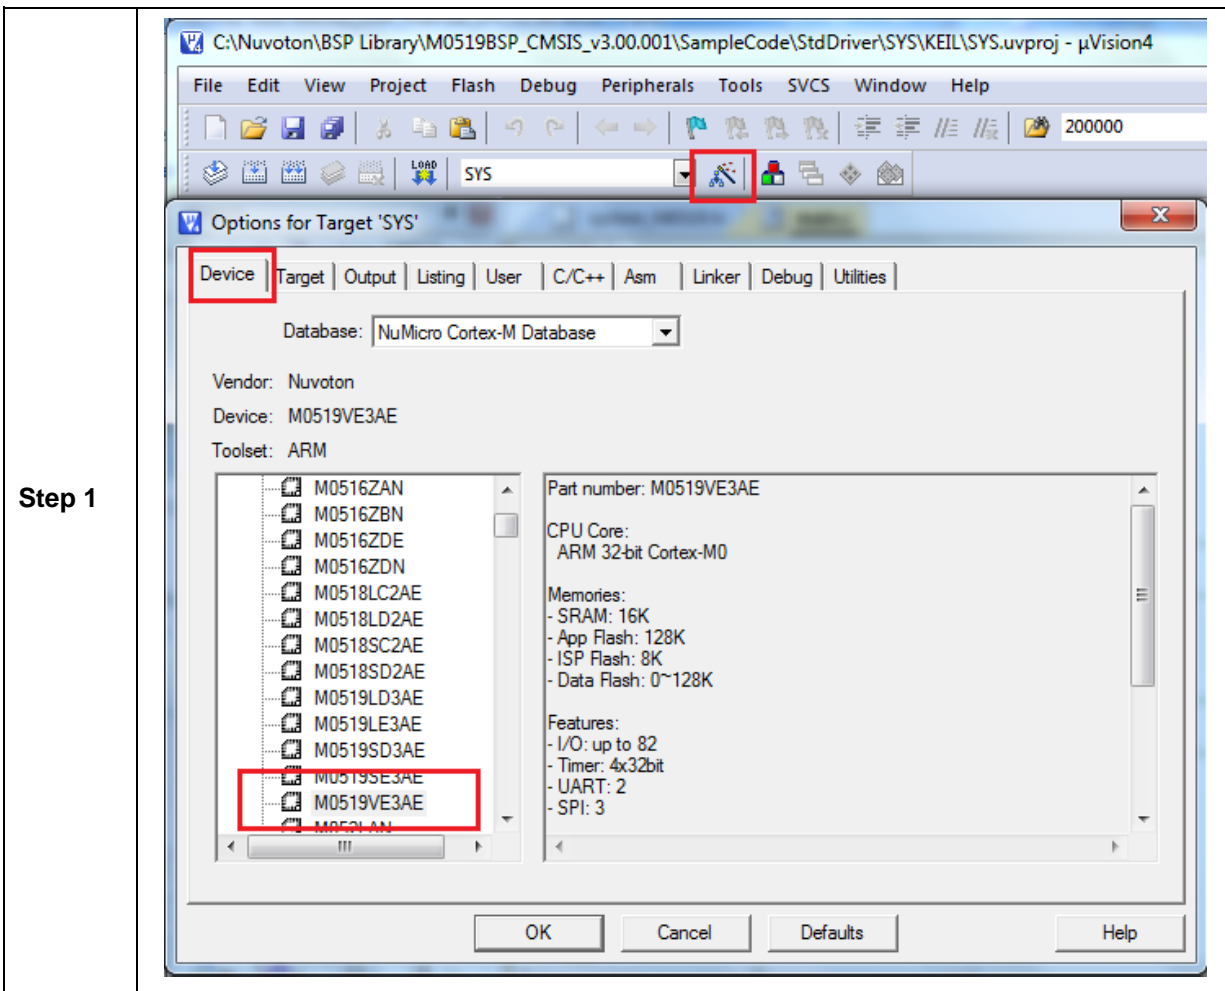 Step 1
C:\Nuvoton\BSP Library\M0519BSP_CMSIS_v3.00.001\SampleCode\StdDriver\SYS\KEIL\SYS.uvproj - µVision4
File Edit View Project Flash Debug Peripherals Tools SVCS Window Help
200000
LOAD SYS
Options for Target 'SYS'
Device Target Output Listing User C/C++ Asm Linker Debug Utilities
Database: NuMicro Cortex-M Database
Vendor: Nuvoton
Device: M0519VE3AE
Toolset: ARM
M0516ZAN
M0516ZBN
M0516ZDE
M0516ZDN
M0518LC2AE
M0518LD2AE
M0518SC2AE
M0518SD2AE
M0519LD3AE
M0519LE3AE
M0519SD3AE
M0519SE3AE
M0519VE3AE
M052LAN
Part number: M0519VE3AE
CPU Core:
ARM 32-bit Cortex-M0
Memories:
- SRAM: 16K
- App Flash: 128K
- ISP Flash: 8K
- Data Flash: 0~128K
Features:
- I/O: up to 82
- Timer: 4x32bit
- UART: 2
- SPI: 3
OK Cancel Defaults Help